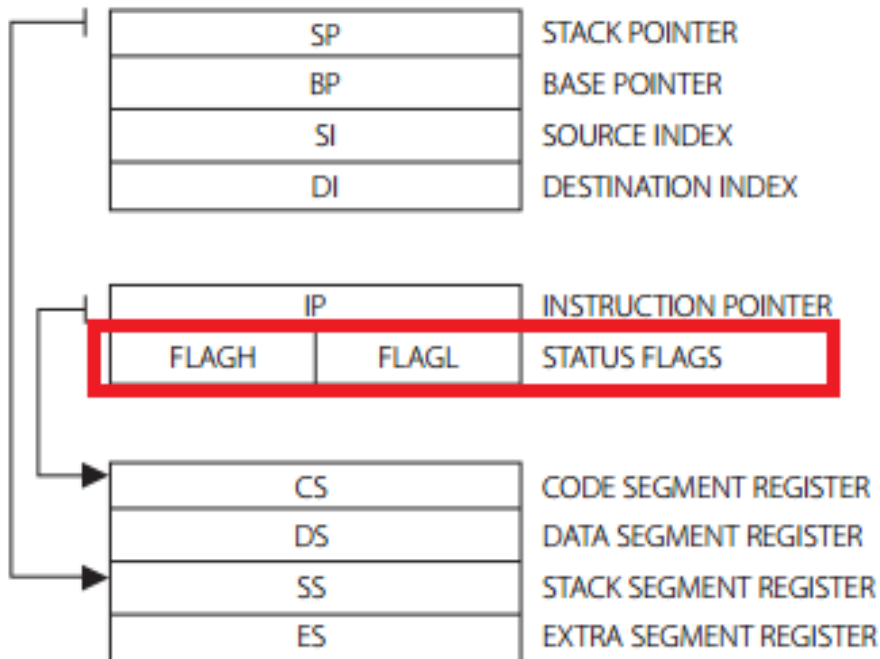 SP STACK POINTER
BP BASE POINTER
SI SOURCE INDEX
DI DESTINATION INDEX
IP INSTRUCTION POINTER
FLAGH FLAGL STATUS FLAGS
CS CODE SEGMENT REGISTER
DS DATA SEGMENT REGISTER
SS STACK SEGMENT REGISTER
ES EXTRA SEGMENT REGISTER